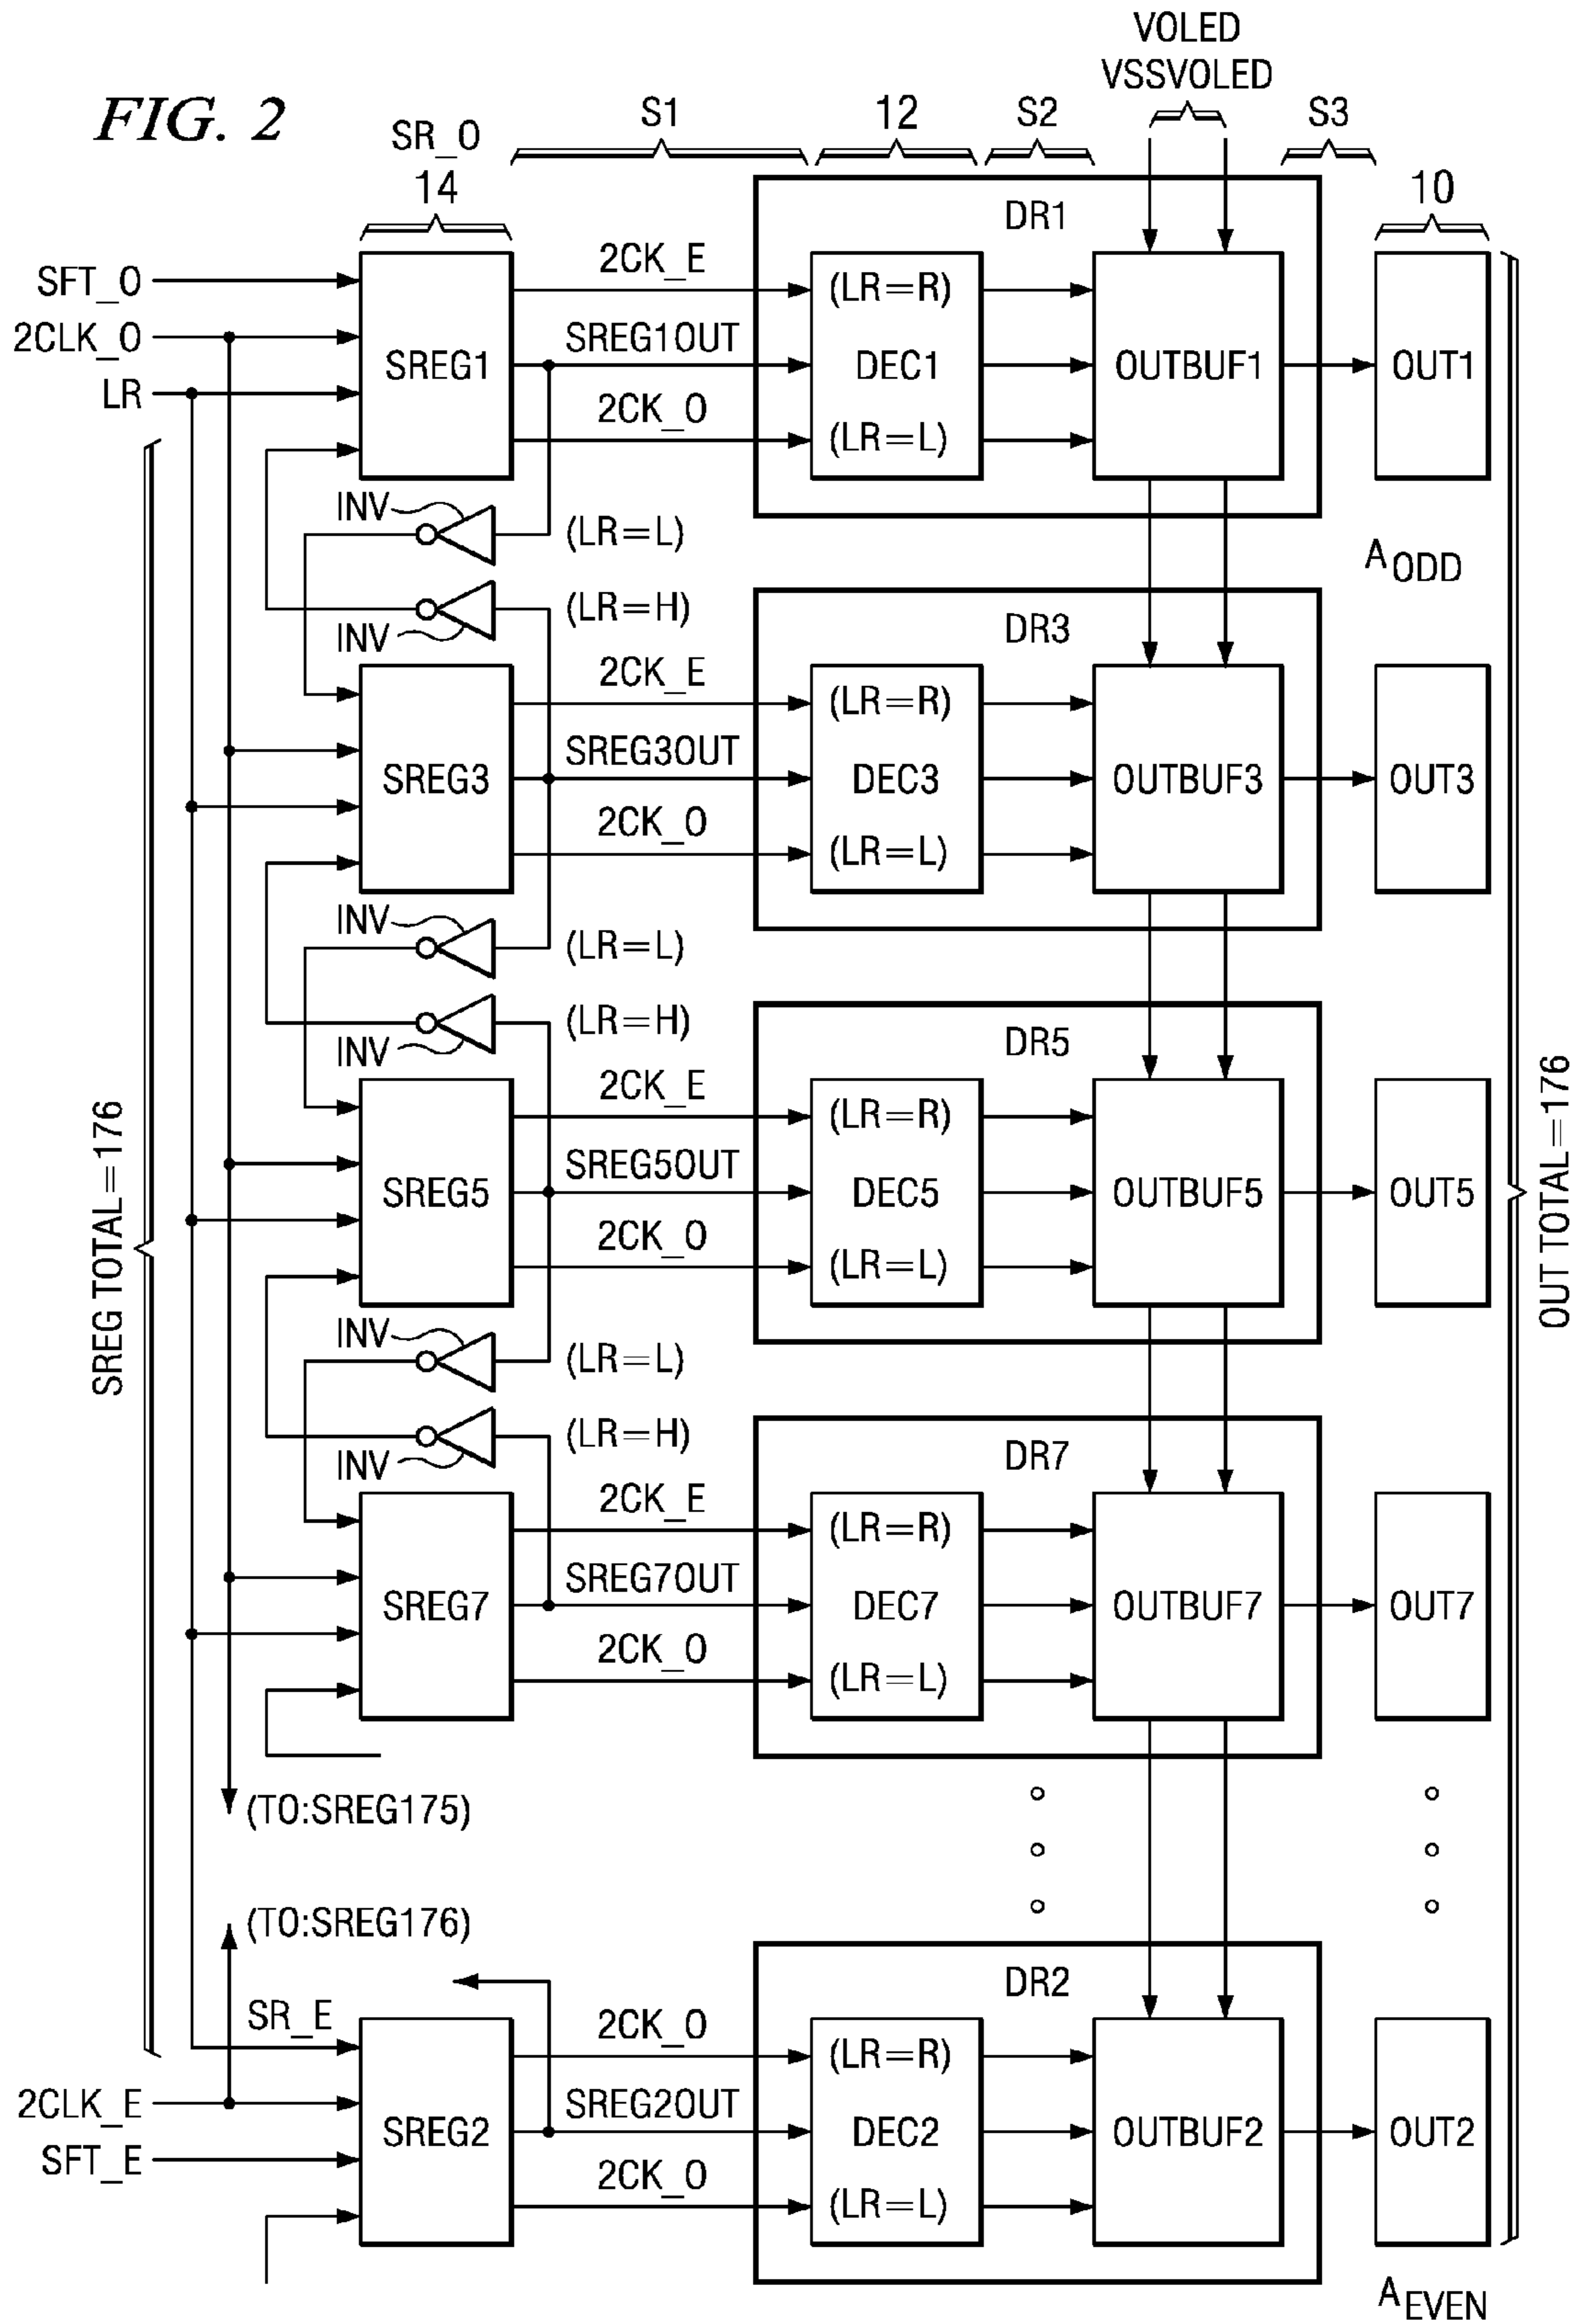 VOLED
VSSVOLED
FIG. 2
SR_O
14
S1
12
S2
S3
10
DR1
SFT_O
2CLK_O
LR
SREG1
2CK_E
SREG1OUT
2CK_O
(LR=R)
DEC1
(LR=L)
OUTBUF1
OUT1
INV
(LR=L)
A ODD
(LR=H)
INV
DR3
SREG3
2CK_E
SREG3OUT
2CK_O
(LR=R)
DEC3
(LR=L)
OUTBUF3
OUT3
INV
(LR=L)
(LR=H)
INV
DR5
SREG TOTAL=176
OUT TOTAL=176
SREG5
2CK_E
SREG5OUT
2CK_O
(LR=R)
DEC5
(LR=L)
OUTBUF5
OUT5
INV
(LR=L)
(LR=H)
INV
DR7
SREG7
2CK_E
SREG7OUT
2CK_O
(LR=R)
DEC7
(LR=L)
OUTBUF7
OUT7
(TO:SREG175)
(TO:SREG176)
DR2
SR_E
2CLK_E
SFT_E
SREG2
2CK_O
SREG2OUT
2CK_O
(LR=R)
DEC2
(LR=L)
OUTBUF2
OUT2
A EVEN